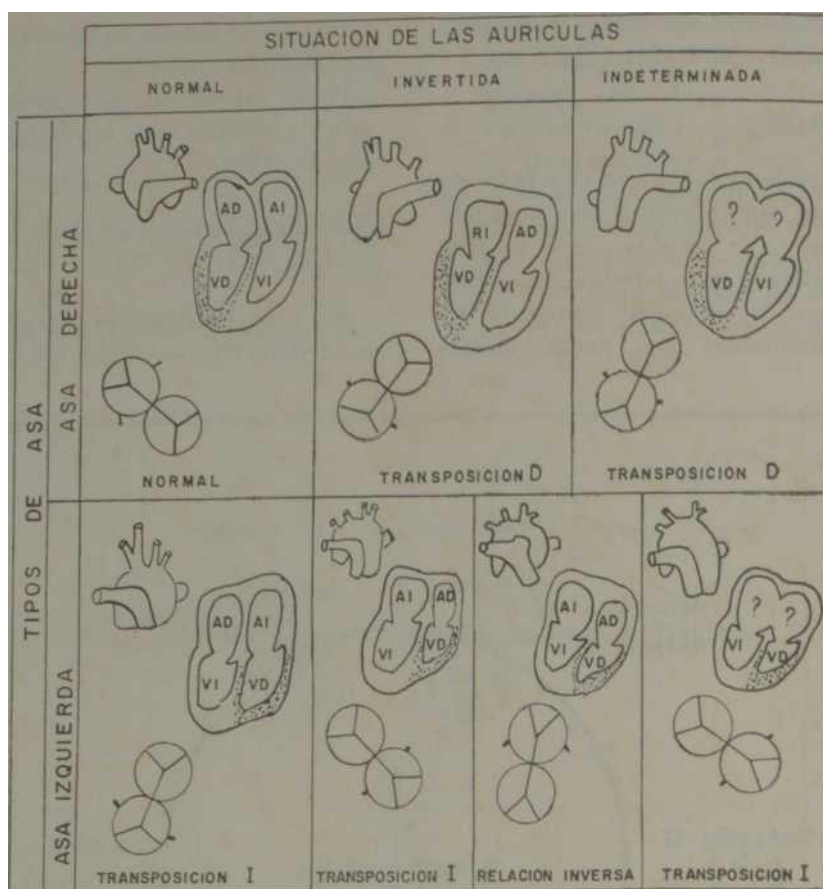 SITUACION DE LAS AURICULAS
NORMAL
INVERTIDA
INDETERMINADA
TIPOS DE ASA
ASA DERECHA
AD AI
VD VI
NORMAL
RI AD
VD VI
TRANSPOSICION D
? ?
VD VI
TRANSPOSICION D
ASA IZQUIERDA
AD AI
VI VD
TRANSPOSICION I
AI AD
VI VD
TRANSPOSICION I
AI AD
VI VD
RELACION INVERSA
? ?
VI VD
TRANSPOSICION I